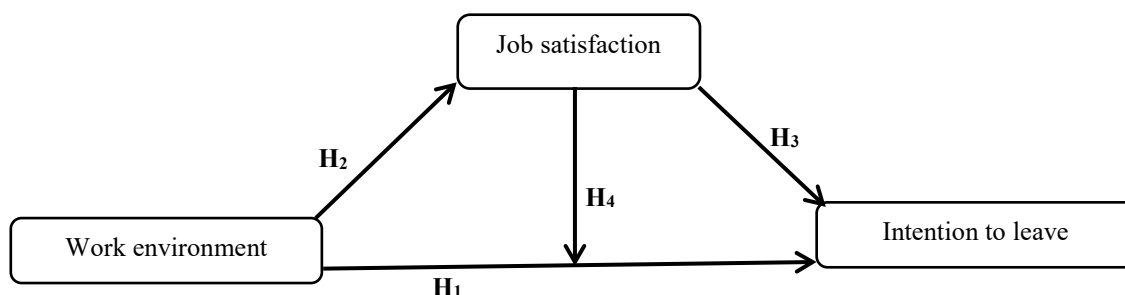 Job satisfaction
H2
H3
H4
Work environment
Intention to leave
H1